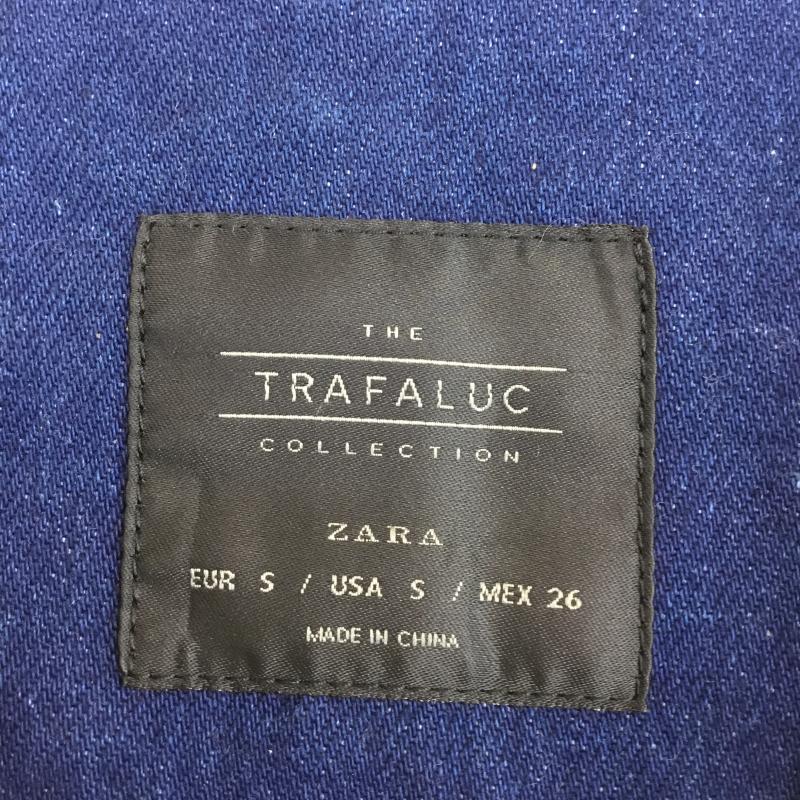 THE
TRAFALUC
COLLECTION
ZARA
EUR S / USA S / MEX 26
MADE IN CHINA